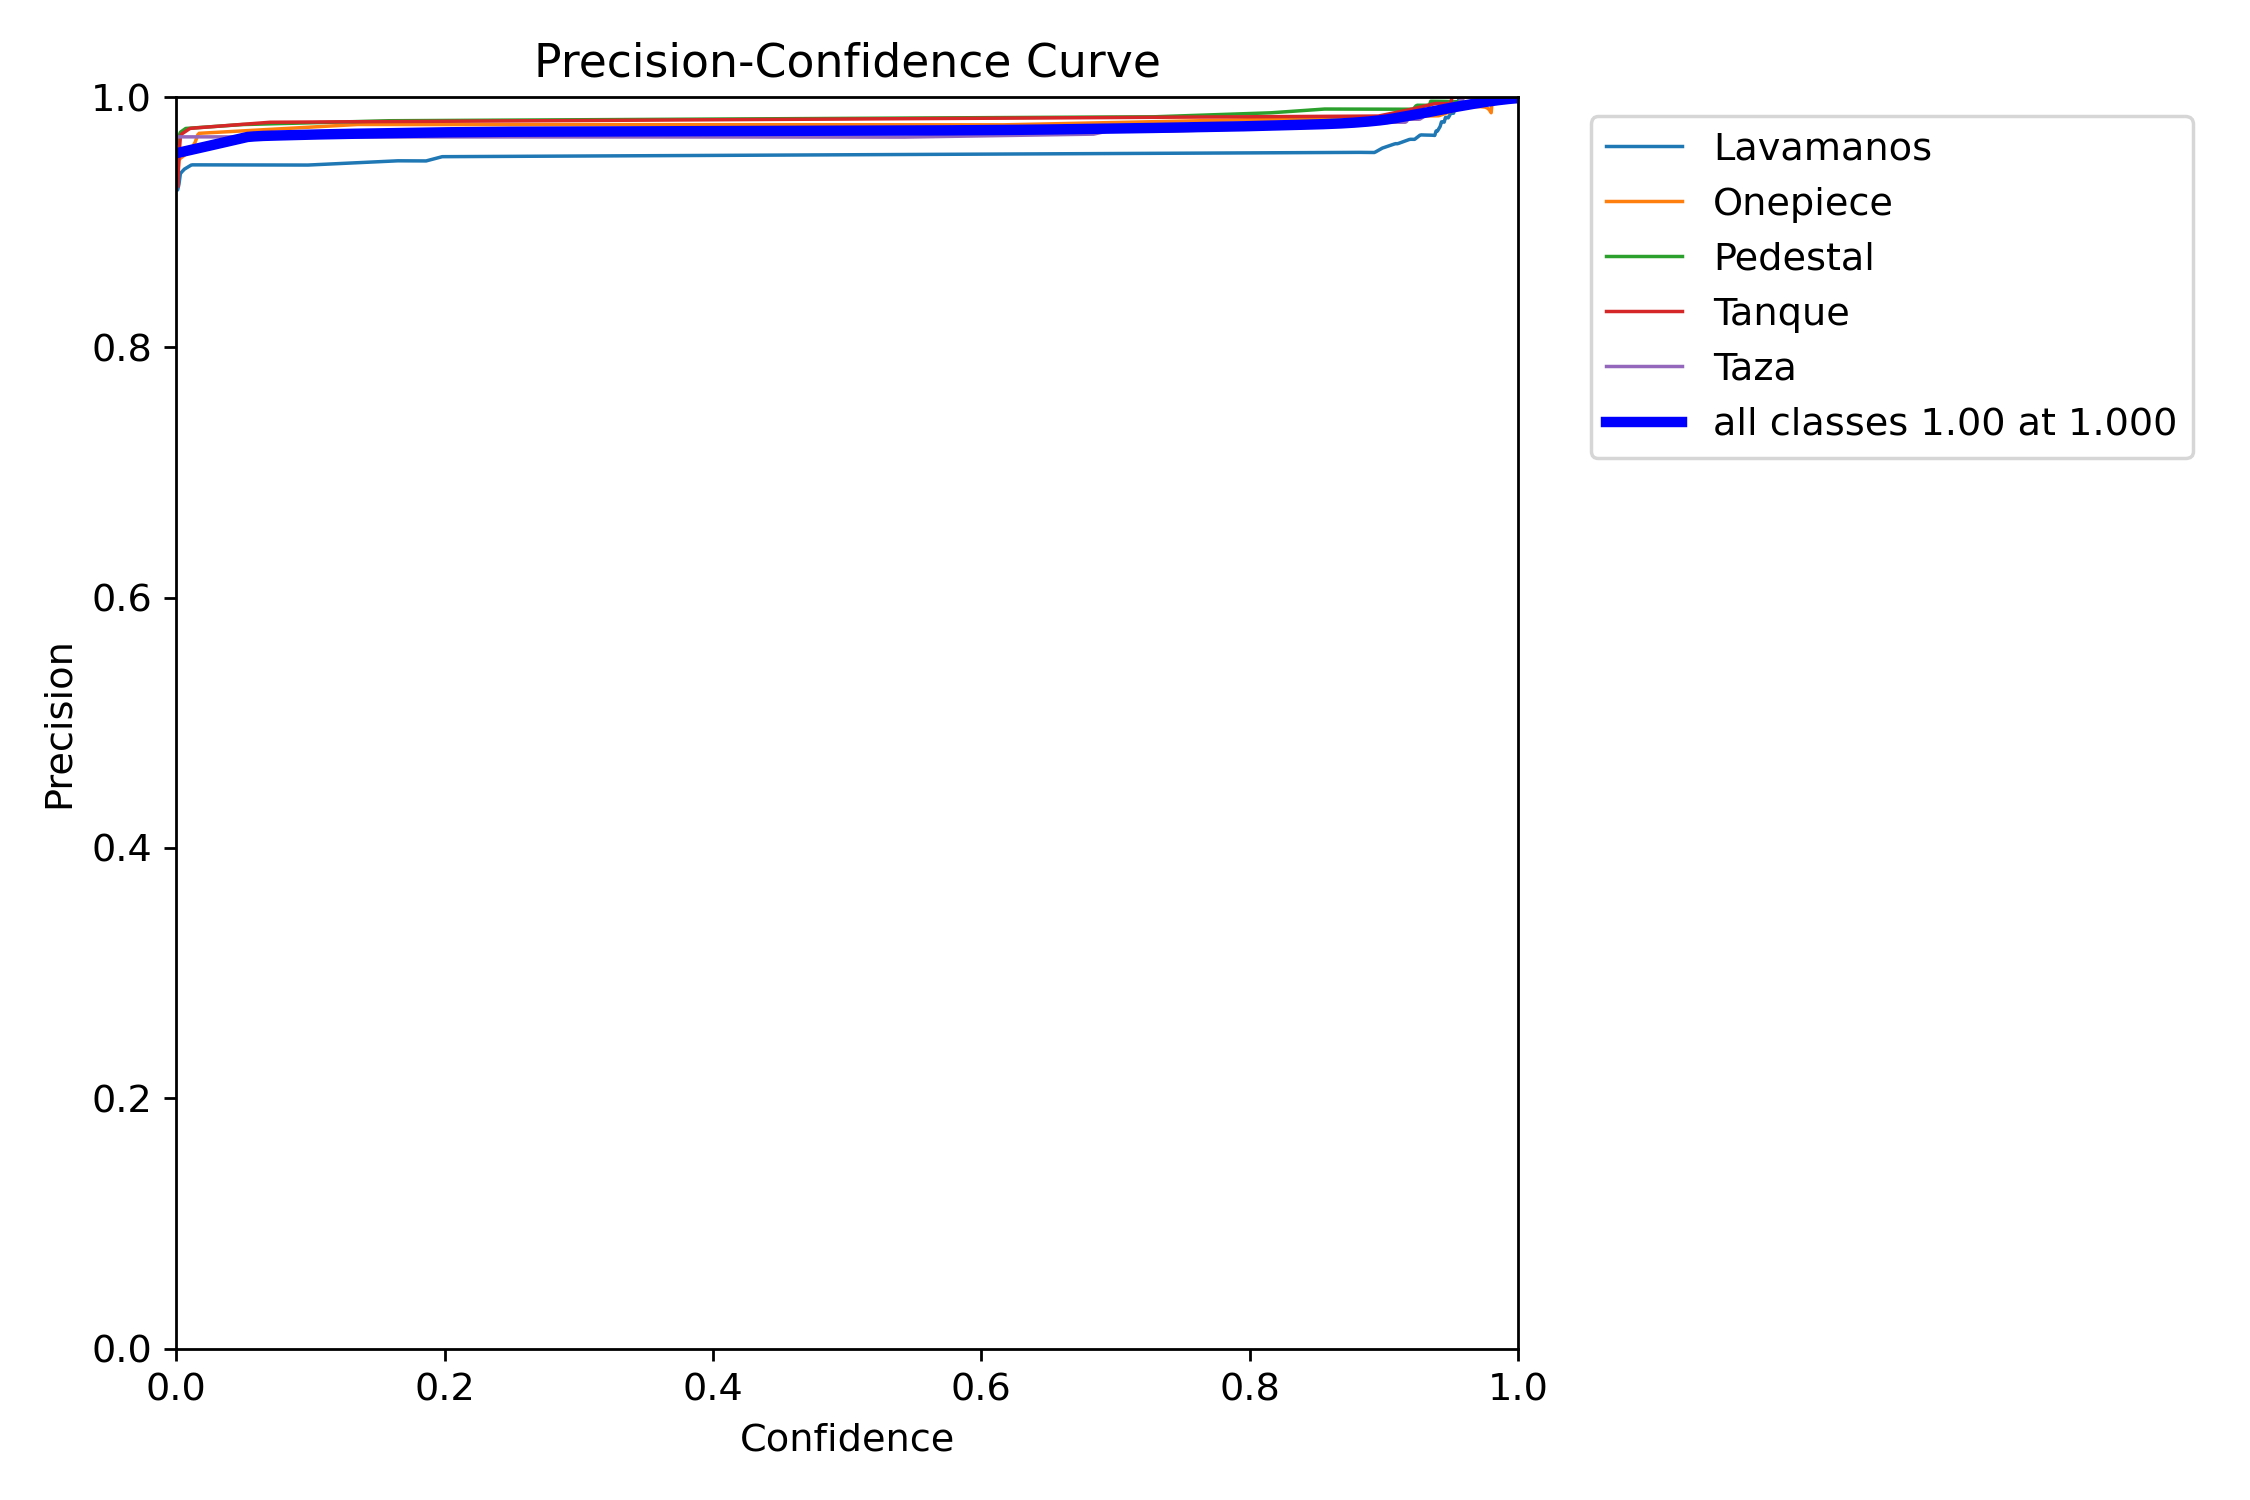 Precision-Confidence Curve
1.0
0.8
0.6
0.4
0.2
0.0
Precision
0.0 0.2 0.4 0.6 0.8 1.0
Confidence
Lavamanos
Onepiece
Pedestal
Tanque
Taza
all classes 1.00 at 1.000